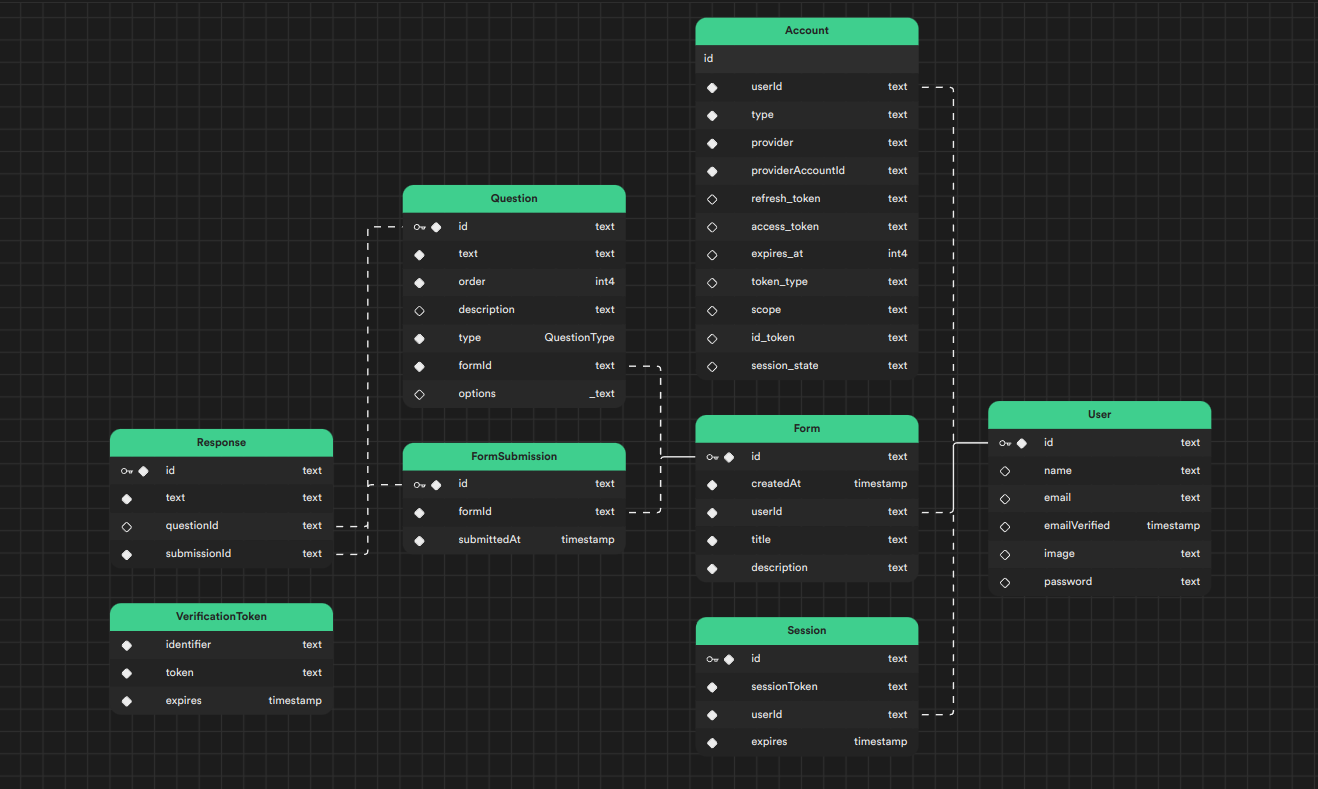 Account
id
userId text
type text
provider text
providerAccountId text
refresh_token text
access_token text
expires_at int4
token_type text
scope text
id_token text
session_state text
Question
id text
text text
order int4
description text
type QuestionType
formId text
options _text
Response
id text
text text
questionId text
submissionId text
FormSubmission
id text
formId text
submittedAt timestamp
Form
id text
createdAt timestamp
userId text
title text
description text
User
id text
name text
email text
emailVerified timestamp
image text
password text
VerificationToken
identifier text
token text
expires timestamp
Session
id text
sessionToken text
userId text
expires timestamp